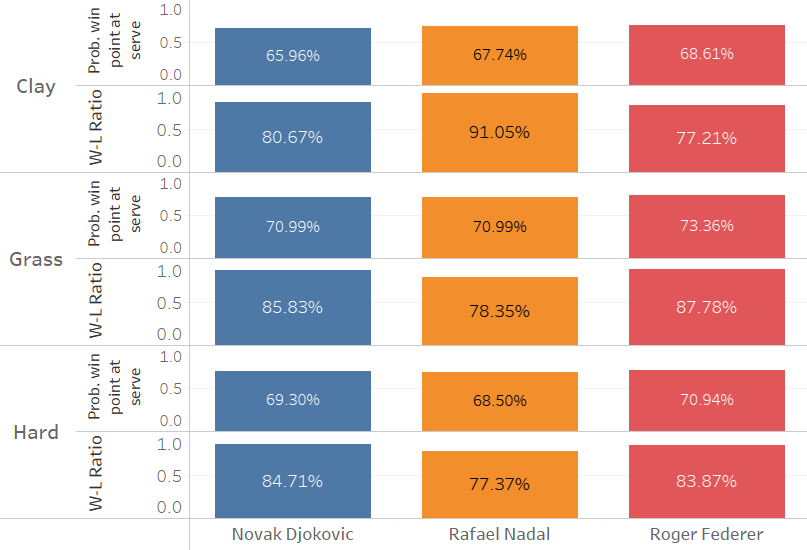 Clay
Prob. win
point at
serve
1.0
0.5
0.0
65.96%
67.74%
68.61%
W-L Ratio
1.0
0.5
0.0
80.67%
91.05%
77.21%
Grass
Prob. win
point at
serve
1.0
0.5
0.0
70.99%
70.99%
73.36%
W-L Ratio
1.0
0.5
0.0
85.83%
78.35%
87.78%
Hard
Prob. win
point at
serve
1.0
0.5
0.0
69.30%
68.50%
70.94%
W-L Ratio
1.0
0.5
0.0
84.71%
77.37%
83.87%
Novak Djokovic
Rafael Nadal
Roger Federer